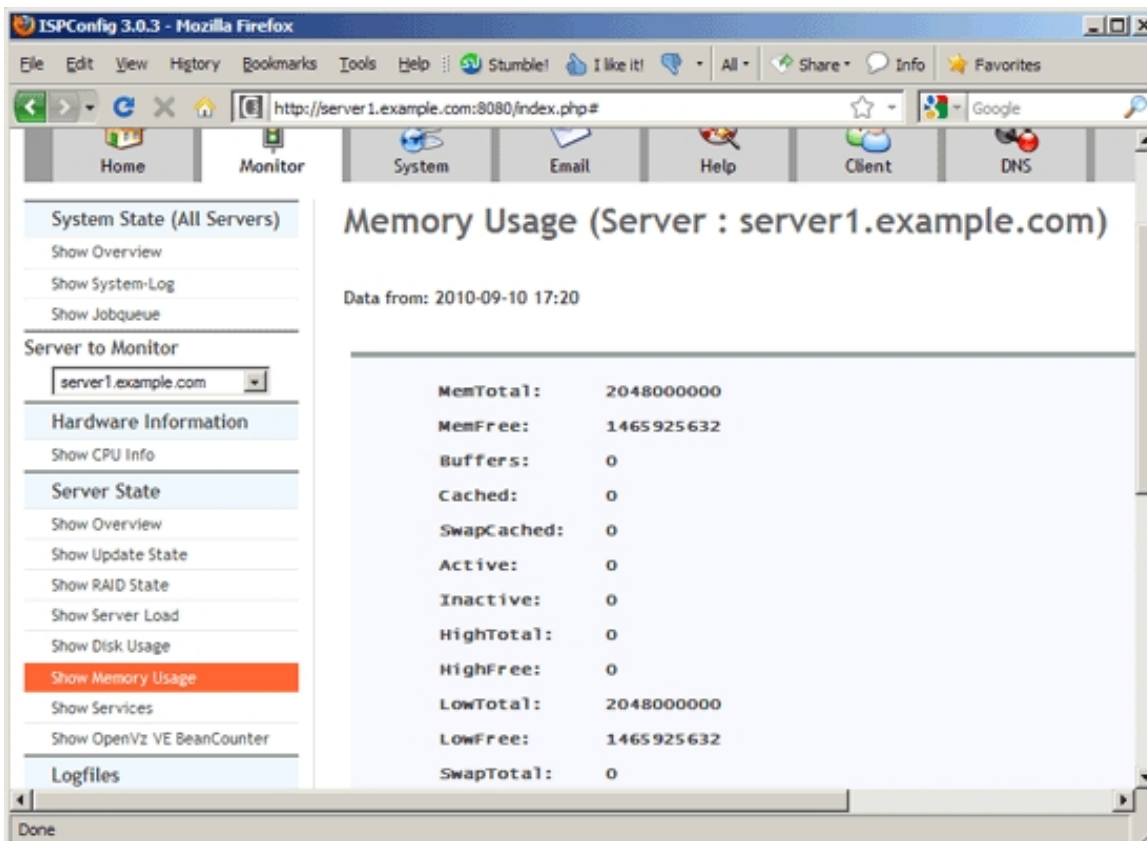 ISPConfig 3.0.3 - Mozilla Firefox
File Edit View History Bookmarks Tools Help Stumble! I like it! All Share Info Favorites
http://server1.example.com:8080/index.php# Google
Home Monitor System Email Help Client DNS
System State (All Servers)
Show Overview
Show System-Log
Show Jobqueue
Server to Monitor
server1.example.com
Hardware Information
Show CPU Info
Server State
Show Overview
Show Update State
Show RAID State
Show Server Load
Show Disk Usage
Show Memory Usage
Show Services
Show OpenVz VE BeanCounter
Logfiles
Memory Usage (Server : server1.example.com)
Data from: 2010-09-10 17:20
MemTotal: 2048000000
MemFree: 1465925632
Buffers: 0
Cached: 0
SwapCached: 0
Active: 0
Inactive: 0
HighTotal: 0
HighFree: 0
LowTotal: 2048000000
LowFree: 1465925632
SwapTotal: 0
Done